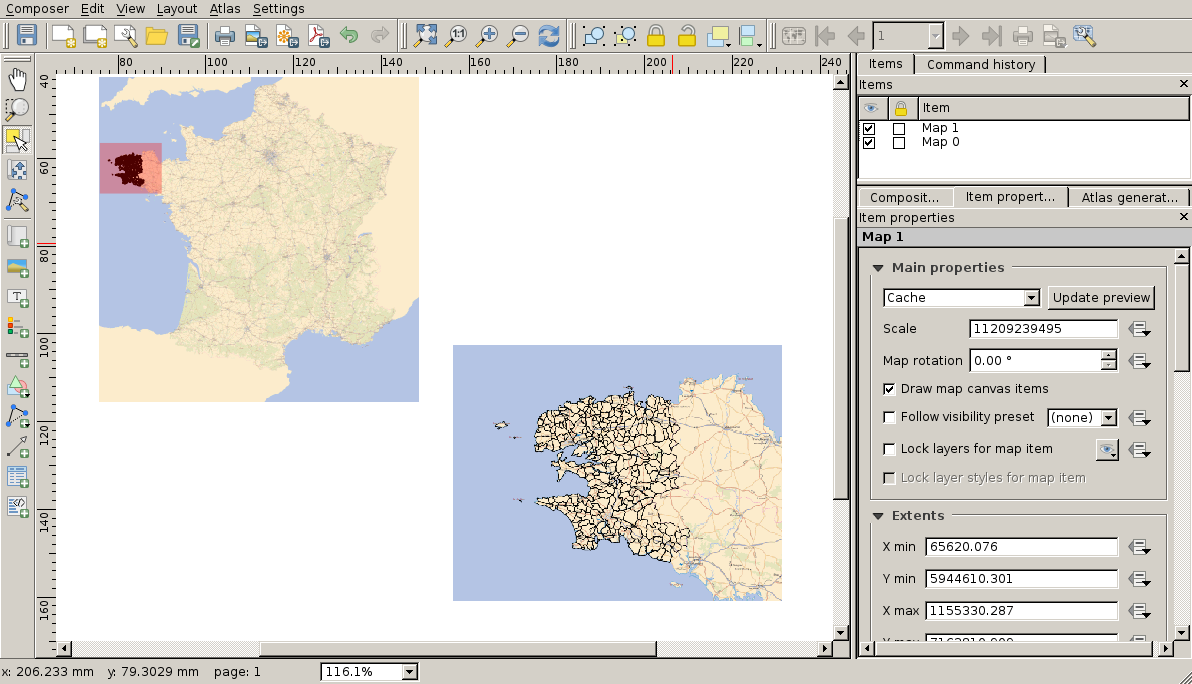 Composer Edit View Layout Atlas Settings
1:1
1
80 100 120 140 160 180 200 220 240
40
60
80
100
120
140
160
Items Command history
Items
Item
Map 1
Map 0
Composit... Item propert... Atlas generat...
Item properties
Map 1
Main properties
Cache Update preview
Scale 11209239495
Map rotation 0.00 °
Draw map canvas items
Follow visibility preset (none)
Lock layers for map item
Lock layer styles for map item
Extents
X min 65620.076
Y min 5944610.301
X max 1155330.287
x: 206.233 mm y: 79.3029 mm page: 1 116.1%